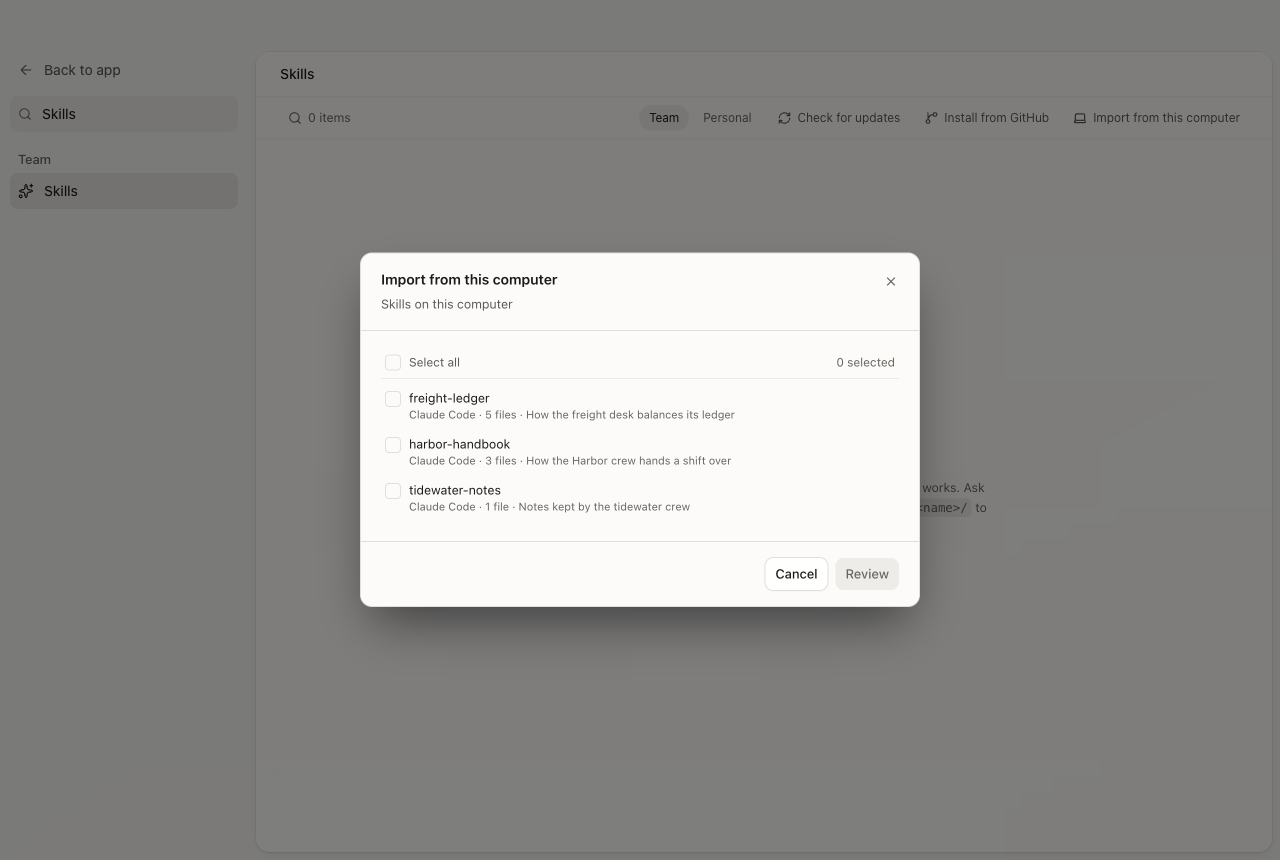 Back to app
Skills
Team
Skills
Skills
0 items
Team
Personal
Check for updates
Install from GitHub
Import from this computer
Import from this computer
Skills on this computer
Select all
0 selected
freight-ledger
Claude Code · 5 files · How the freight desk balances its ledger
harbor-handbook
Claude Code · 3 files · How the Harbor crew hands a shift over
tidewater-notes
Claude Code · 1 file · Notes kept by the tidewater crew
works. Ask
<name>/ to
Cancel
Review